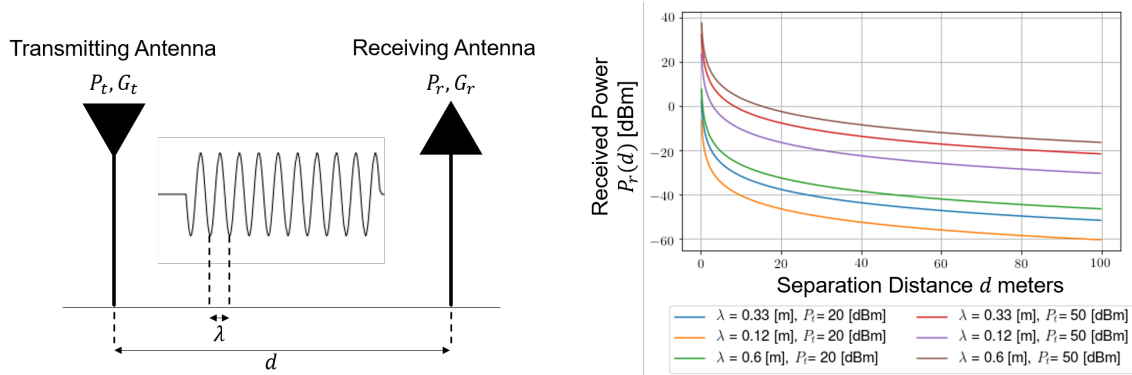 Transmitting Antenna
Receiving Antenna
P_t, G_t
P_r, G_r
λ
d
Received Power
P_r(d) [dBm]
40
20
0
−20
−40
−60
0
20
40
60
80
100
Separation Distance d meters
λ = 0.33 [m], P_t = 20 [dBm]
λ = 0.12 [m], P_t = 20 [dBm]
λ = 0.6 [m], P_t = 20 [dBm]
λ = 0.33 [m], P_t = 50 [dBm]
λ = 0.12 [m], P_t = 50 [dBm]
λ = 0.6 [m], P_t = 50 [dBm]